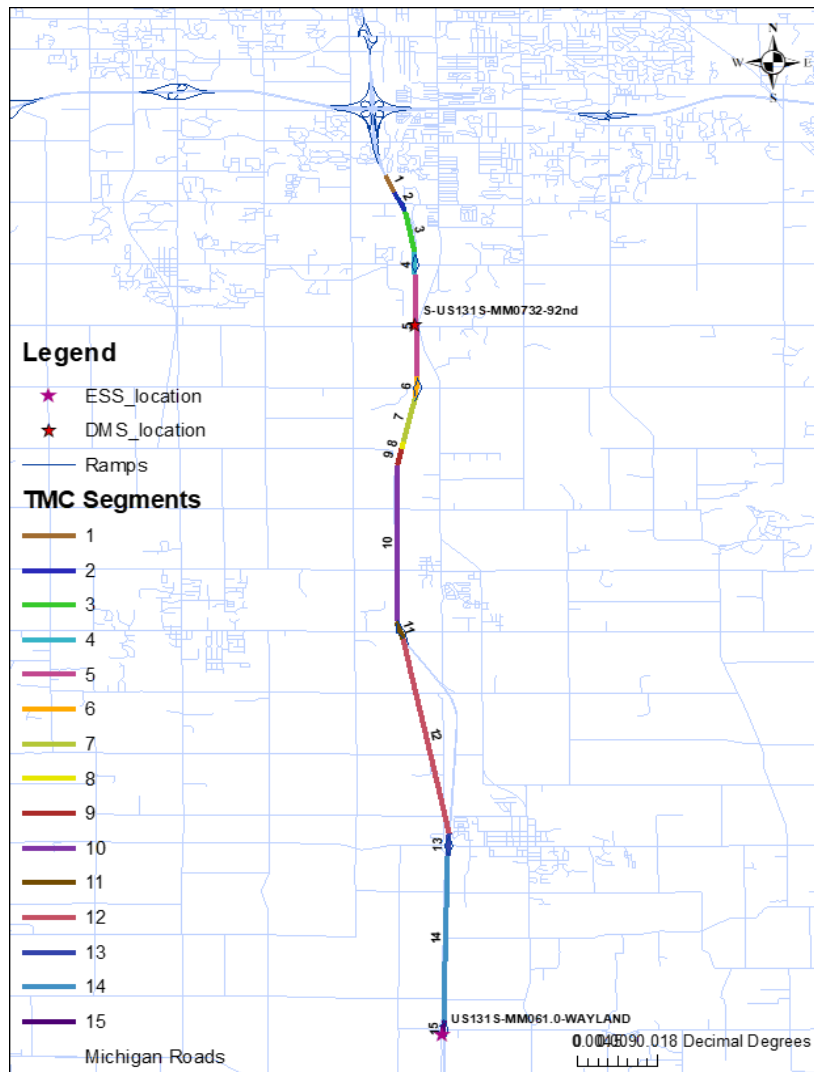 N
W E
S
1
2
3
4
S-US131S-MM0732-92nd
5
6
7
8
9
10
11
12
13
14
US131S-MM061.0-WAYLAND
15
Legend
ESS_location
DMS_location
Ramps
TMC Segments
1
2
3
4
5
6
7
8
9
10
11
12
13
14
15
Michigan Roads
Decimal Degrees